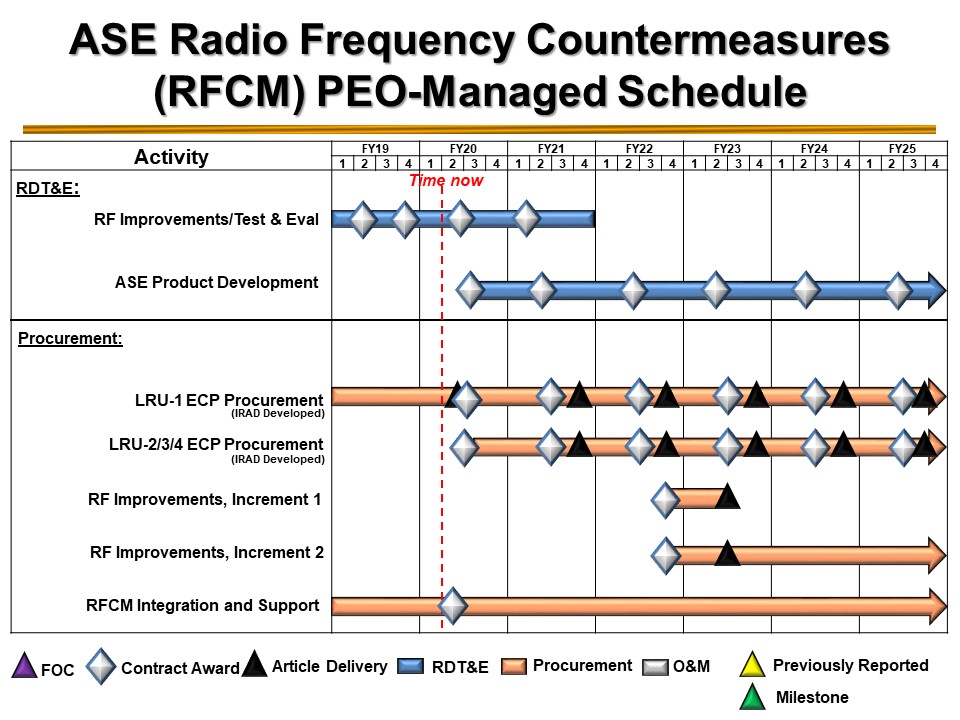 ASE Radio Frequency Countermeasures
(RFCM) PEO-Managed Schedule
Activity
FY19 FY20 FY21 FY22 FY23 FY24 FY25
1 2 3 4 1 2 3 4 1 2 3 4 1 2 3 4 1 2 3 4 1 2 3 4 1 2 3 4
Time now
RDT&E:
RF Improvements/Test & Eval
ASE Product Development
Procurement:
LRU-1 ECP Procurement
(IRAD Developed)
LRU-2/3/4 ECP Procurement
(IRAD Developed)
RF Improvements, Increment 1
RF Improvements, Increment 2
RFCM Integration and Support
FOC Contract Award Article Delivery RDT&E Procurement O&M Previously Reported
Milestone